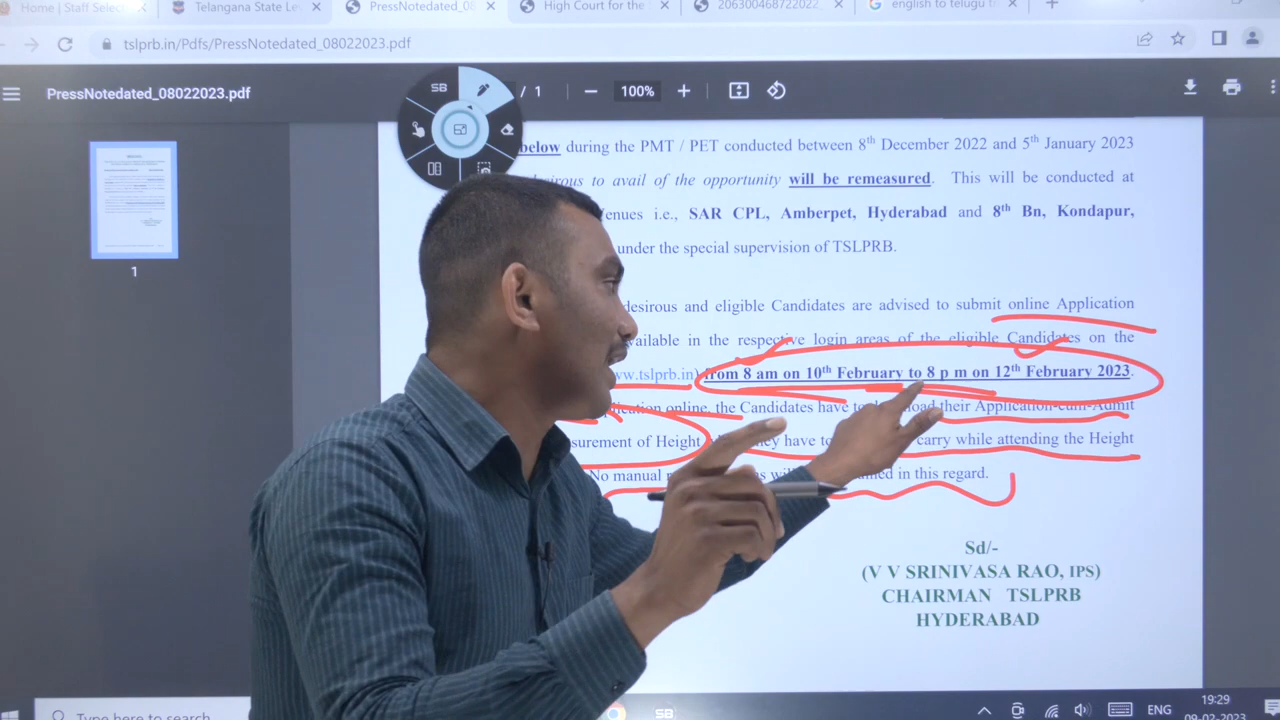 Home | Staff Selec
Telangana State Le
PressNotedated_08
High Court for the
206300468722022
english to telugu t
tslprb.in/Pdfs/PressNotedated_08022023.pdf
PressNotedated_08022023.pdf
/ 1
100%
SB
1
below during the PMT / PET conducted between 8th December 2022 and 5th January 2023
desirous to avail of the opportunity will be remeasured. This will be conducted at
venues i.e., SAR CPL, Amberpet, Hyderabad and 8th Bn, Kondapur,
under the special supervision of TSLPRB.
desirous and eligible Candidates are advised to submit online Application
available in the respective login areas of the eligible Candidates on the
www.tslprb.in) from 8 am on 10th February to 8 p m on 12th February 2023.
online, the Candidates have to their Application-cum-Admit
of Height they have to carry while attending the Height
No manual in this regard.
Sd/-
(V V SRINIVASA RAO, IPS)
CHAIRMAN TSLPRB
HYDERABAD
Type here to search
SB
ENG
19:29
09-02-2023